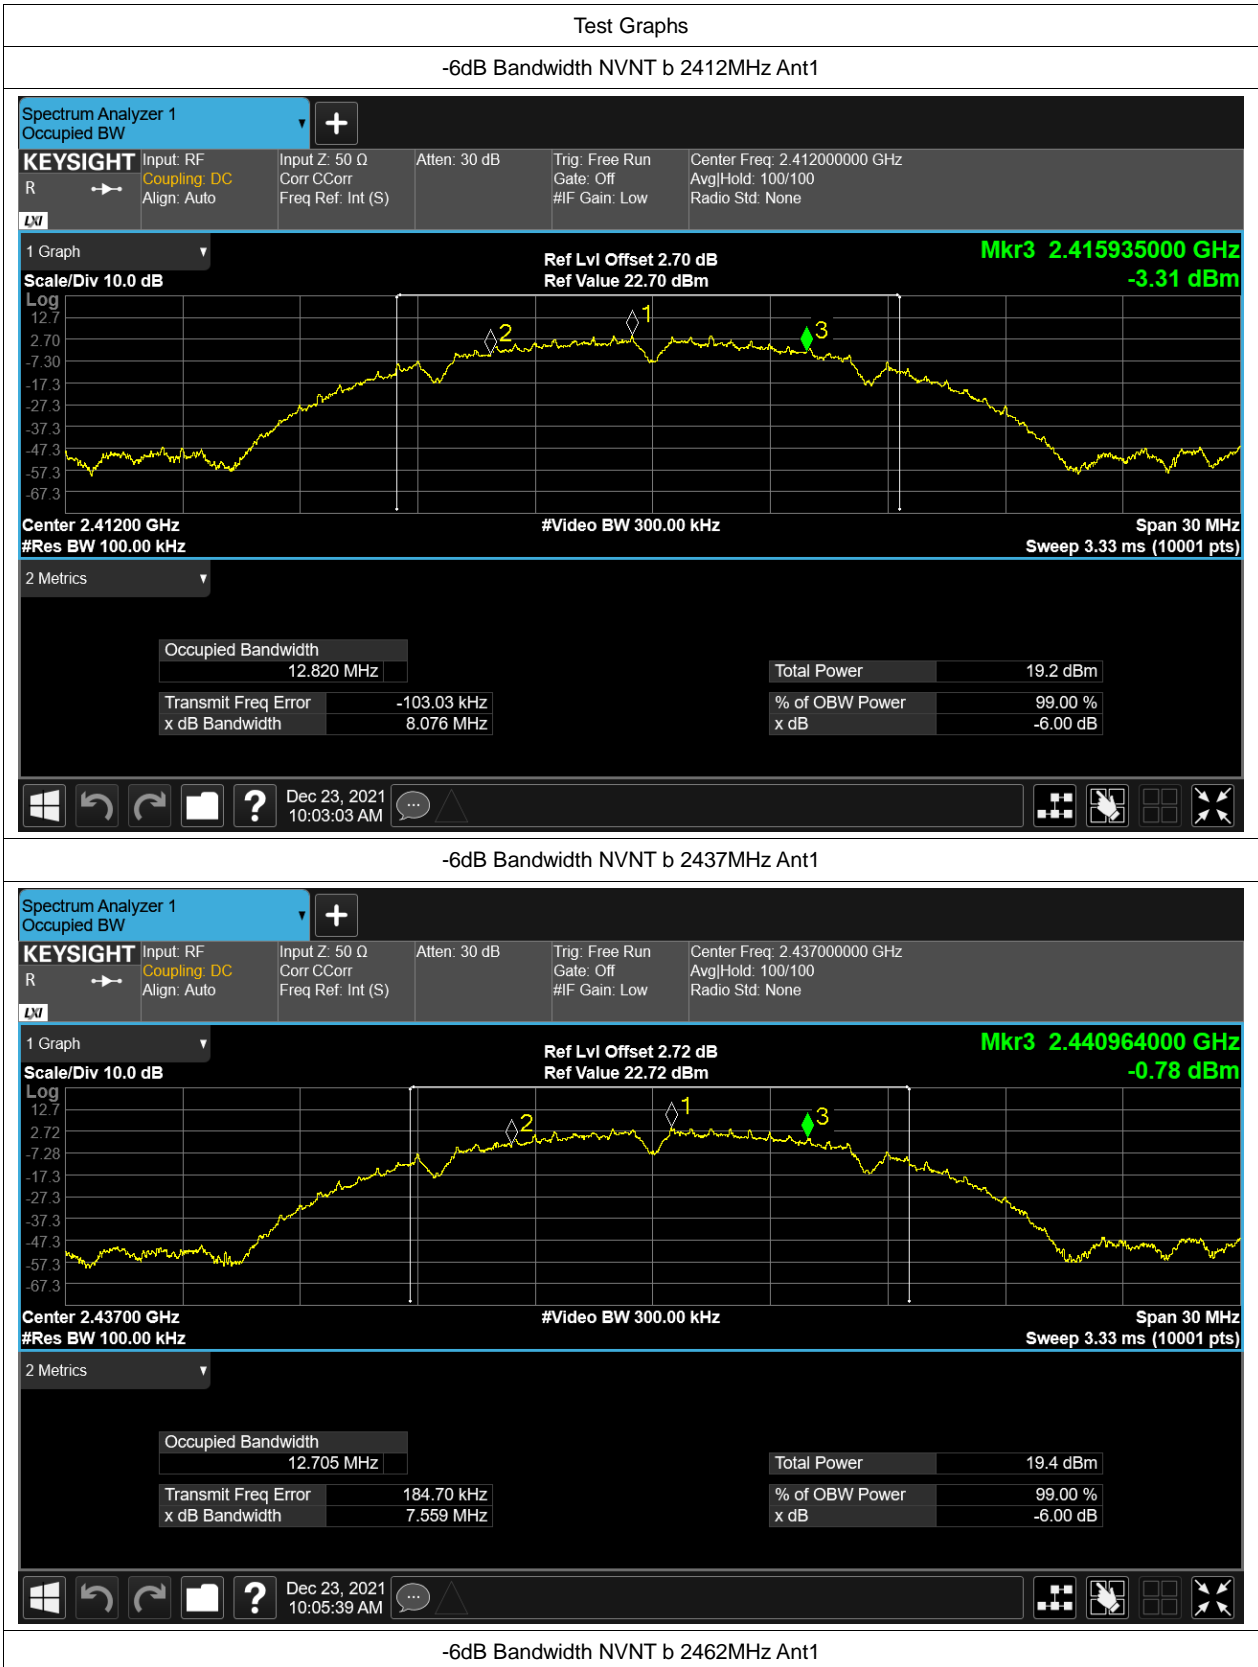 Test Graphs
-6dB Bandwidth NVNT b 2412MHz Ant1
Spectrum Analyzer 1
Occupied BW
KEYSIGHT Input: RF Input Z: 50 Ω Atten: 30 dB Trig: Free Run Center Freq: 2.412000000 GHz
R Coupling: DC Corr CCorr Gate: Off Avg|Hold: 100/100
Align: Auto Freq Ref: Int (S) #IF Gain: Low Radio Std: None
LXI
1 Graph
Ref Lvl Offset 2.70 dB
Mkr3 2.415935000 GHz
Scale/Div 10.0 dB Ref Value 22.70 dBm -3.31 dBm
Log
12.7
2.70
-7.30
-17.3
-27.3
-37.3
-47.3
-57.3
-67.3
1
2
3
Center 2.41200 GHz #Video BW 300.00 kHz Span 30 MHz
#Res BW 100.00 kHz Sweep 3.33 ms (10001 pts)
2 Metrics
Occupied Bandwidth
12.820 MHz Total Power 19.2 dBm
Transmit Freq Error -103.03 kHz % of OBW Power 99.00 %
x dB Bandwidth 8.076 MHz x dB -6.00 dB
? Dec 23, 2021
10:03:03 AM
-6dB Bandwidth NVNT b 2437MHz Ant1
Spectrum Analyzer 1
Occupied BW
KEYSIGHT Input: RF Input Z: 50 Ω Atten: 30 dB Trig: Free Run Center Freq: 2.437000000 GHz
R Coupling: DC Corr CCorr Gate: Off Avg|Hold: 100/100
Align: Auto Freq Ref: Int (S) #IF Gain: Low Radio Std: None
LXI
1 Graph
Ref Lvl Offset 2.72 dB
Mkr3 2.440964000 GHz
Scale/Div 10.0 dB Ref Value 22.72 dBm -0.78 dBm
Log
12.7
2.72
-7.28
-17.3
-27.3
-37.3
-47.3
-57.3
-67.3
1
2
3
Center 2.43700 GHz #Video BW 300.00 kHz Span 30 MHz
#Res BW 100.00 kHz Sweep 3.33 ms (10001 pts)
2 Metrics
Occupied Bandwidth
12.705 MHz Total Power 19.4 dBm
Transmit Freq Error 184.70 kHz % of OBW Power 99.00 %
x dB Bandwidth 7.559 MHz x dB -6.00 dB
? Dec 23, 2021
10:05:39 AM
-6dB Bandwidth NVNT b 2462MHz Ant1